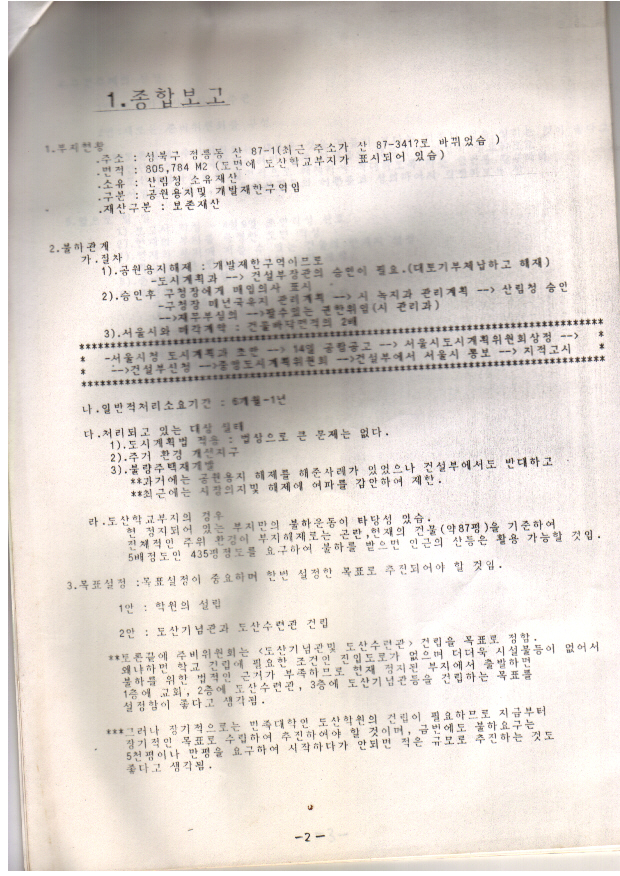 1.종합보고
1.부지현황
.주소 : 성북구 정릉동 산 87-1(최근 주소가 산 87-341?로 바뀌었슴 )
.면적 : 805,784 M2 (도면에 도산학교부지가 표시되어 있슴)
.소유 : 산림청 소유재산
.구분 : 공원용지및 개발재한구역임
.재산구분 : 보존재산
2.불하관계
가.절차
1).공원용지해제 : 개발재한구역이므로
-도시계획과 --> 건설부장관의 승인이 필요.(대토기부체납하고 해제)
2).승인후 구청장에게 매입의사 표시
-구청장 매년국유지 관리계획 --> 시 녹지과 관리계획 --> 산림청 승인
-->재무부심의 -->팔수있는 권한위임(시 관리과)
3).서울시와 매각계약 : 건물바닥면적의 2배
* -서울시청 도시계획과 초안 --> 14일 공람공고 --> 서울시도시계획위원회상정 --> *
* -->건설부신청 -->중앙도시계획위원회 -->건설부에서 서울시 통보 --> 지적고시 *
나.일반적처리소요기간 : 6개월-1년
다.처리되고 있는 대상 실태
1).도시계획법 적용 : 법상으로 큰 문제는 없다.
2).주거 환경 개선지구
3).불량주택재개발
**과거에는 공원용지 해제를 해준사례가 있었으나 건설부에서도 반대하고
**최근에는 시장의지및 해제에 여파를 감안하여 제한.
라.도산학교부지의 경우
현 정지되어 있는 부지만의 불하운동이 타당성 있슴.
전체적인 주위 환경이 부지해제로는 곤란,현재의 건물(약87평)을 기준하여
5배정도인 435평정도를 요구하여 불하를 받으면 인근의 산등은 활용 가능할 것임.
3.목표설정 :목표설정이 중요하며 한번 설정한 목표로 추진되어야 할 것임.
1안 : 학원의 설립
2안 : 도산기념관과 도산수련관 건립
**토론끝에 준비위원회는 <도산기념관및 도산수련관> 건립을 목표로 정함.
왜냐하면 학교 건립에 필요한 조건인 진입도로가 없으며 더더욱 시설물등이 없어서
불하를 위한 법적인 근거가 부족하므로 현재 정지된 부지에서 출발하면
1층에 교회, 2층에 도산수련관, 3층에 도산기념관등을 건립하는 목표를
설정함이 좋다고 생각됨.
***그러나 장기적으로는 민족대학인 도산학원의 건립이 필요하므로 지금부터
장기적인 목표로 수립하여 추진하여야 할 것이며, 금번에도 불하요구는
5천평이나 만평을 요구하여 시작하다가 안되면 적은 규모로 추진하는 것도
좋다고 생각됨.
-2-